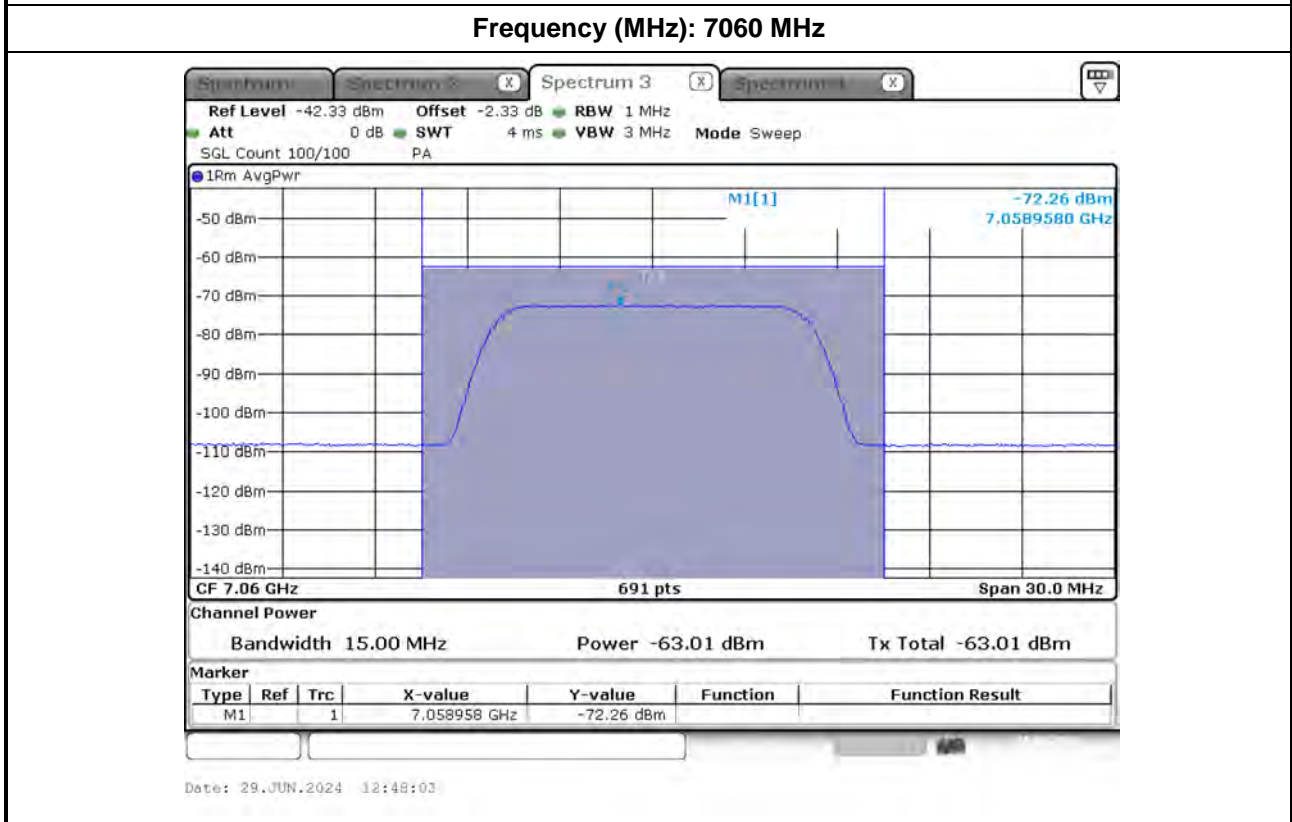 Frequency (MHz): 7060 MHz
Spectrum 3 X X X
Ref Level -42.33 dBm Offset -2.33 dB RBW 1 MHz
Att 0 dB SWT 4 ms VBW 3 MHz Mode Sweep
SGL Count 100/100 PA
1Rm AvgPwr
M1[1] -72.26 dBm
7.0589580 GHz
-50 dBm
-60 dBm
-70 dBm
-80 dBm
-90 dBm
-100 dBm
-110 dBm
-120 dBm
-130 dBm
-140 dBm
CF 7.06 GHz 691 pts Span 30.0 MHz
Channel Power
Bandwidth 15.00 MHz Power -63.01 dBm Tx Total -63.01 dBm
Marker
Type Ref Trc X-value Y-value Function Function Result
M1 1 7.058958 GHz -72.26 dBm
Date: 29.JUN.2024 12:48:03